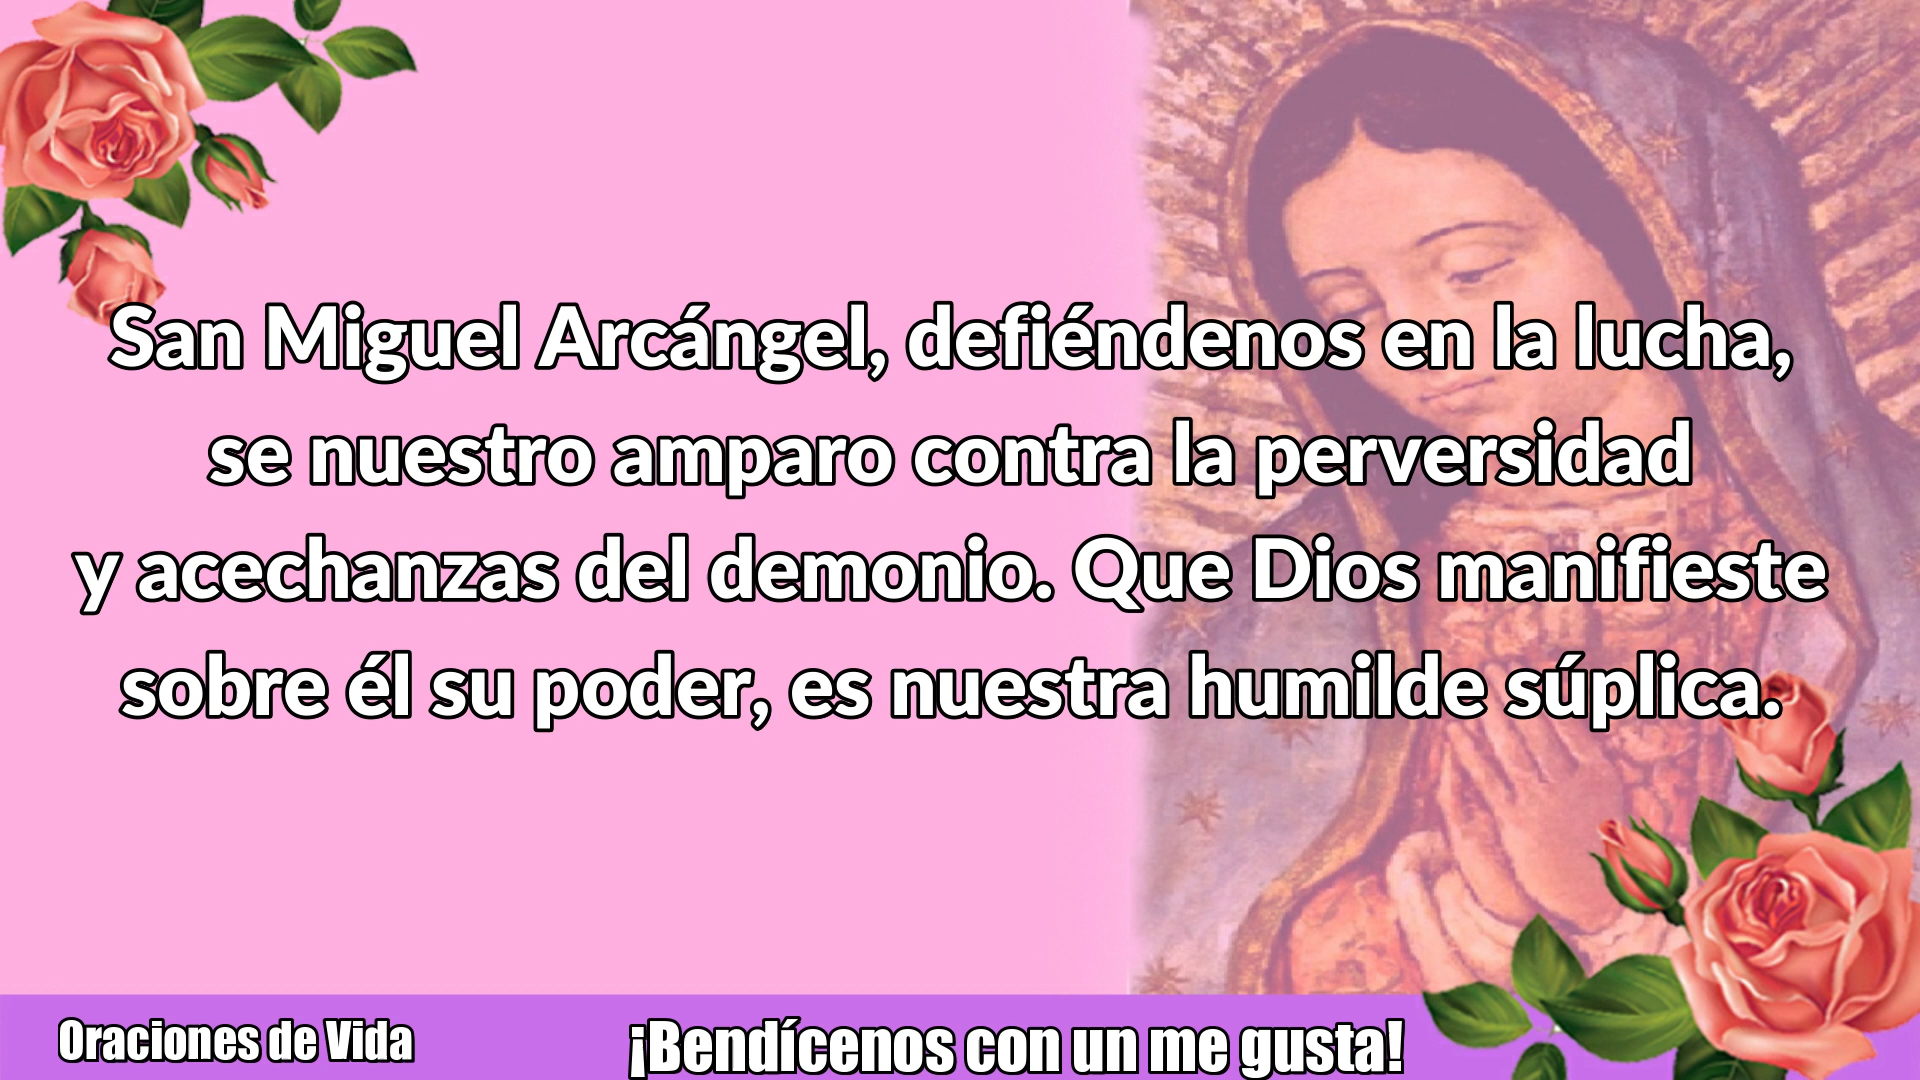 San Miguel Arcángel, defiéndenos en la lucha,
se nuestro amparo contra la perversidad
y acechanzas del demonio. Que Dios manifieste
sobre él su poder, es nuestra humilde súplica.
Oraciones de Vida
¡Bendícenos con un me gusta!